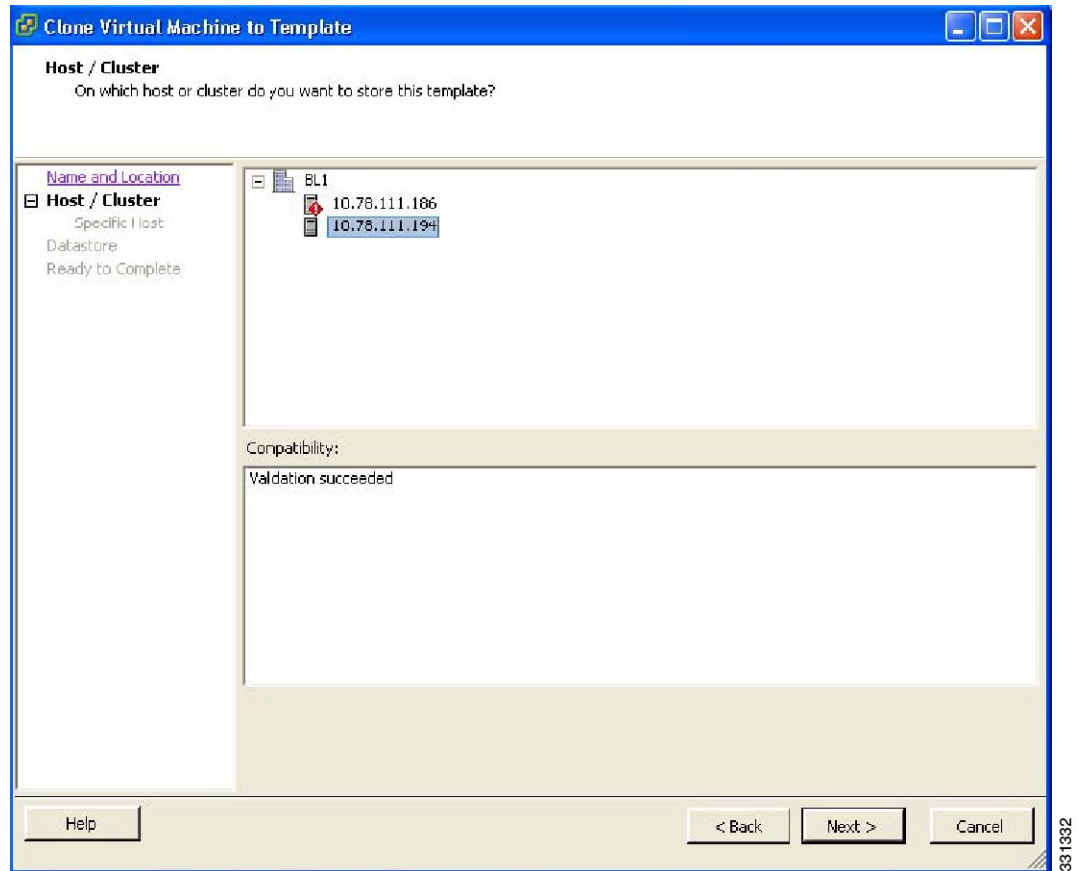 Clone Virtual Machine to Template
Host / Cluster
On which host or cluster do you want to store this template?
Name and Location
Host / Cluster
Specific Host
Datastore
Ready to Complete
BL1
10.78.111.186
10.78.111.194
Compatibility:
Validation succeeded
Help
< Back
Next >
Cancel
331332